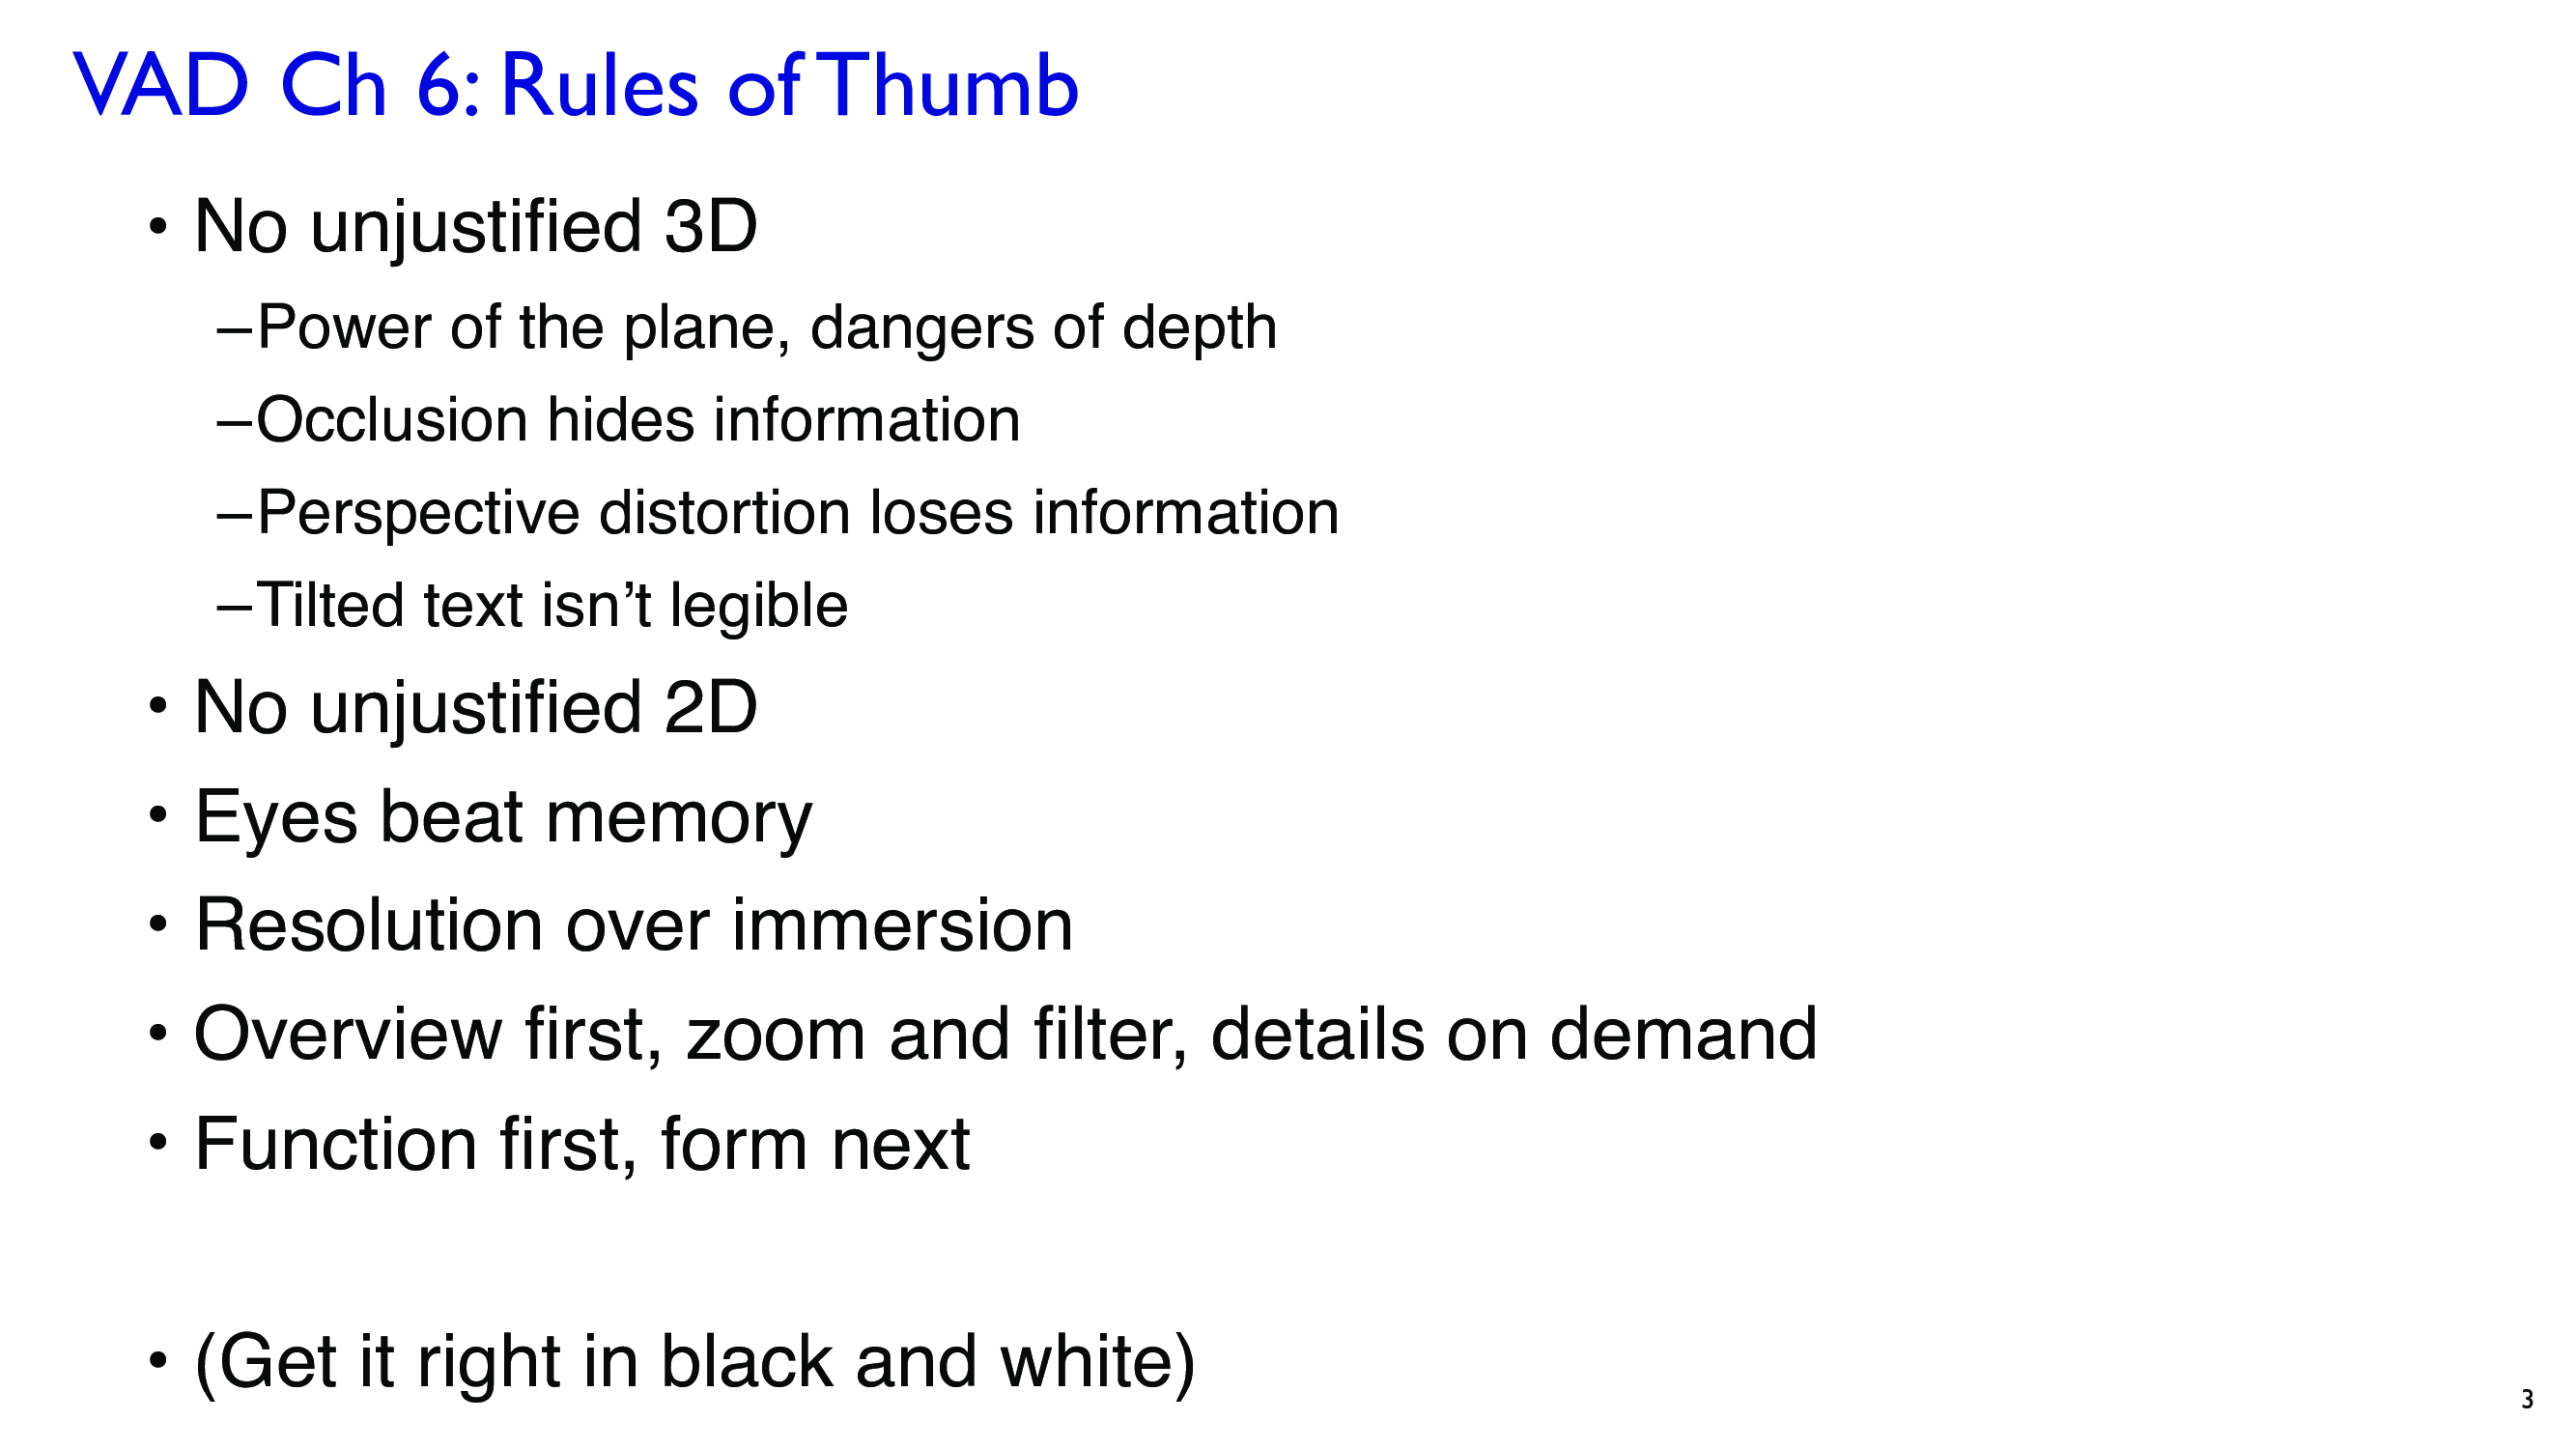 VAD Ch 6: Rules of Thumb
• No unjustified 3D
–Power of the plane, dangers of depth
–Occlusion hides information
–Perspective distortion loses information
–Tilted text isn’t legible
• No unjustified 2D
• Eyes beat memory
• Resolution over immersion
• Overview first, zoom and filter, details on demand
• Function first, form next
• (Get it right in black and white)
3